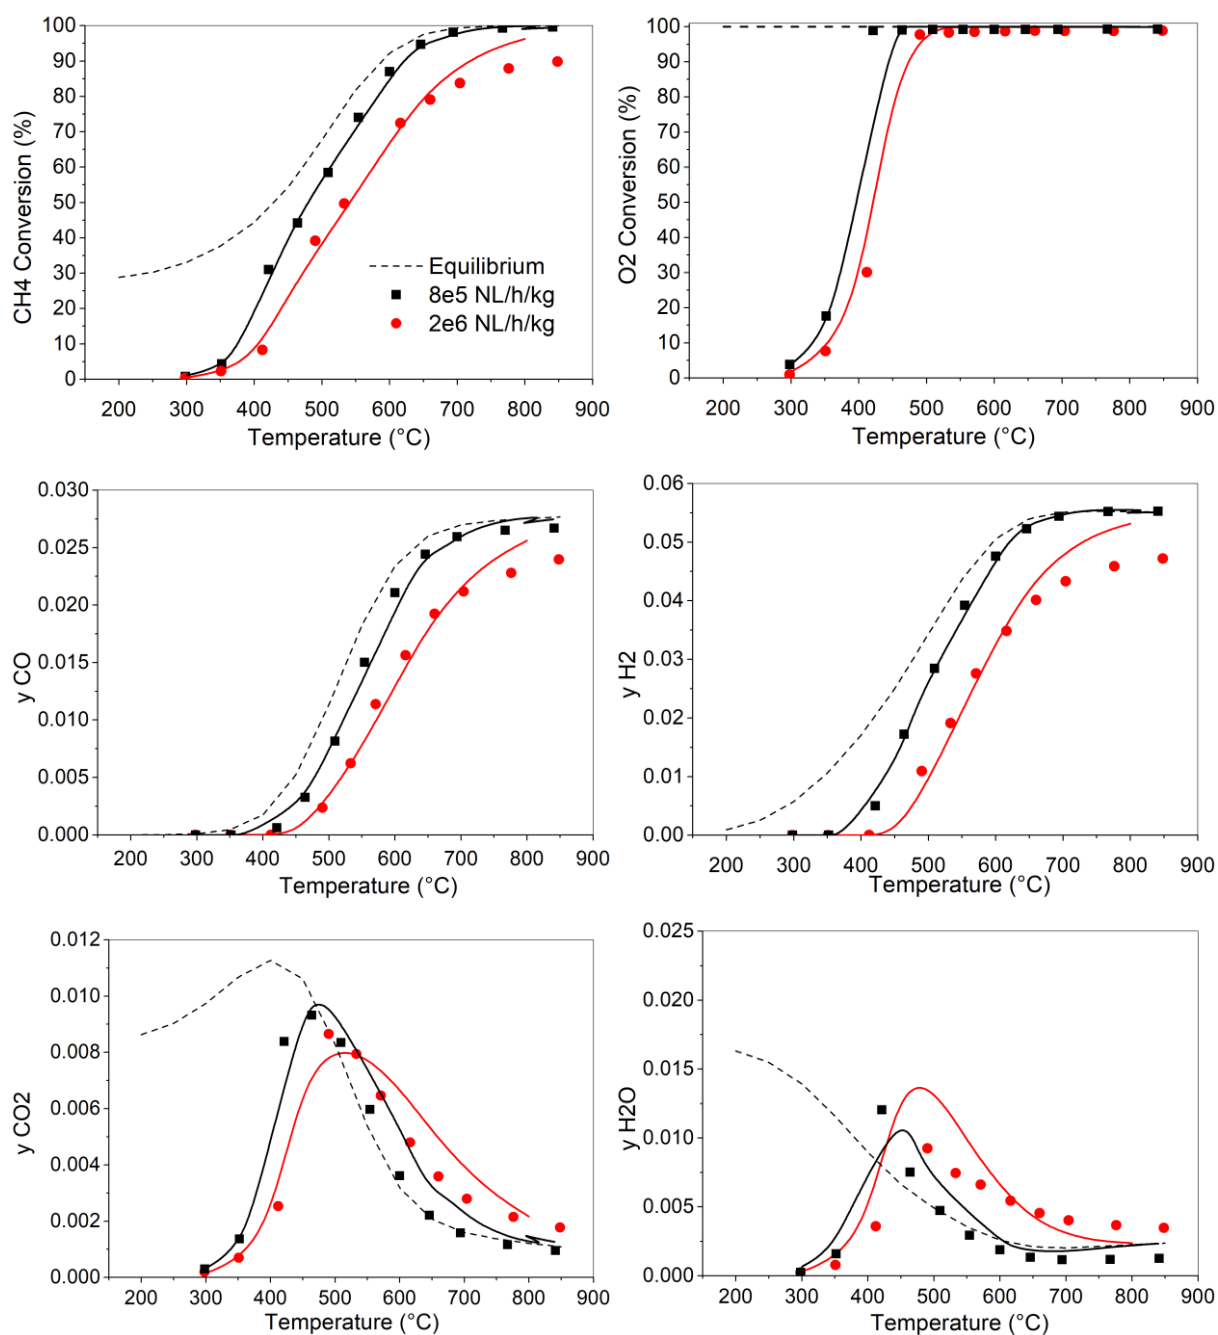 100
90
80
70
60
50
40
30
20
10
0
CH4 Conversion (%)
Equilibrium
8e5 NL/h/kg
2e6 NL/h/kg
200 300 400 500 600 700 800 900
Temperature (°C)
100
90
80
70
60
50
40
30
20
10
0
O2 Conversion (%)
200 300 400 500 600 700 800 900
Temperature (°C)
0.030
0.025
0.020
0.015
0.010
0.005
0.000
y CO
200 300 400 500 600 700 800 900
Temperature (°C)
0.06
0.05
0.04
0.03
0.02
0.01
0.00
y H2
200 300 400 500 600 700 800 900
Temperature (°C)
0.012
0.010
0.008
0.006
0.004
0.002
0.000
y CO2
200 300 400 500 600 700 800 900
Temperature (°C)
0.025
0.020
0.015
0.010
0.005
0.000
y H2O
200 300 400 500 600 700 800 900
Temperature (°C)